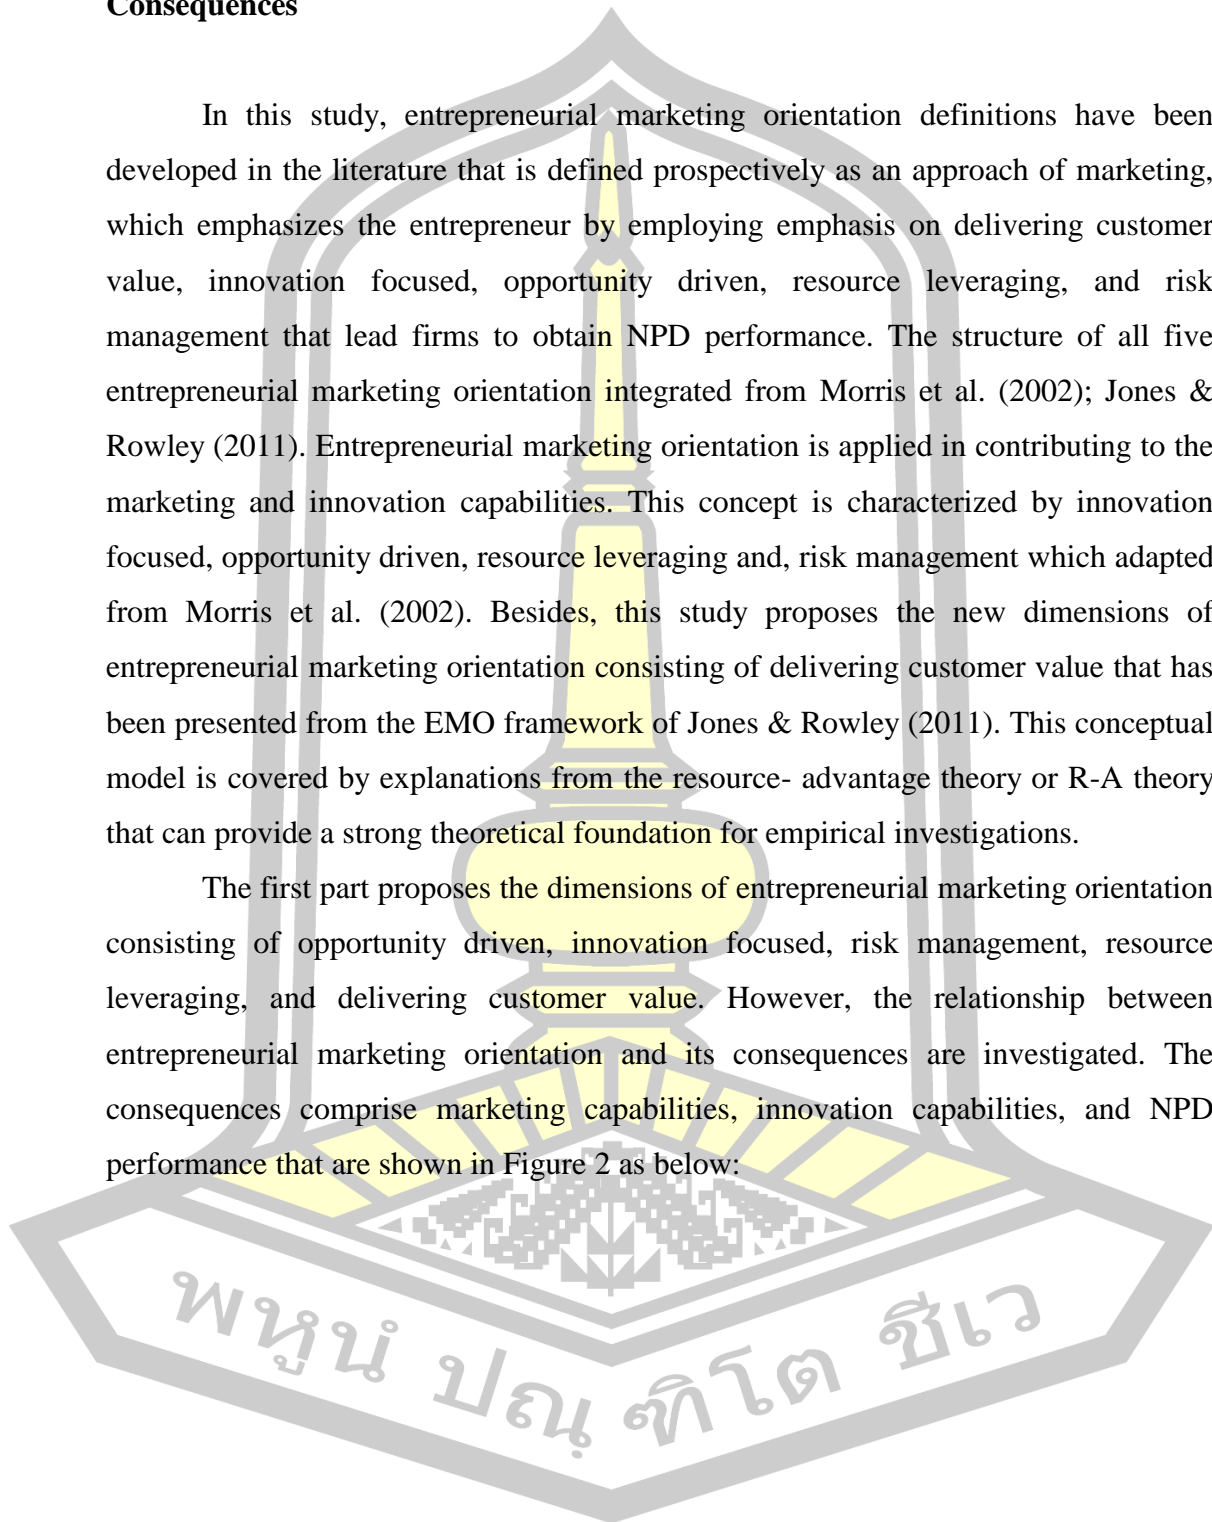 Consequences
In this study, entrepreneurial marketing orientation definitions have been
developed in the literature that is defined prospectively as an approach of marketing,
which emphasizes the entrepreneur by employing emphasis on delivering customer
value, innovation focused, opportunity driven, resource leveraging, and risk
management that lead firms to obtain NPD performance. The structure of all five
entrepreneurial marketing orientation integrated from Morris et al. (2002); Jones &
Rowley (2011). Entrepreneurial marketing orientation is applied in contributing to the
marketing and innovation capabilities. This concept is characterized by innovation
focused, opportunity driven, resource leveraging and, risk management which adapted
from Morris et al. (2002). Besides, this study proposes the new dimensions of
entrepreneurial marketing orientation consisting of delivering customer value that has
been presented from the EMO framework of Jones & Rowley (2011). This conceptual
model is covered by explanations from the resource- advantage theory or R-A theory
that can provide a strong theoretical foundation for empirical investigations.
The first part proposes the dimensions of entrepreneurial marketing orientation
consisting of opportunity driven, innovation focused, risk management, resource
leveraging, and delivering customer value. However, the relationship between
entrepreneurial marketing orientation and its consequences are investigated. The
consequences comprise marketing capabilities, innovation capabilities, and NPD
performance that are shown in Figure 2 as below:
พหูนํ ปณฺ ฑิโต ชีเว